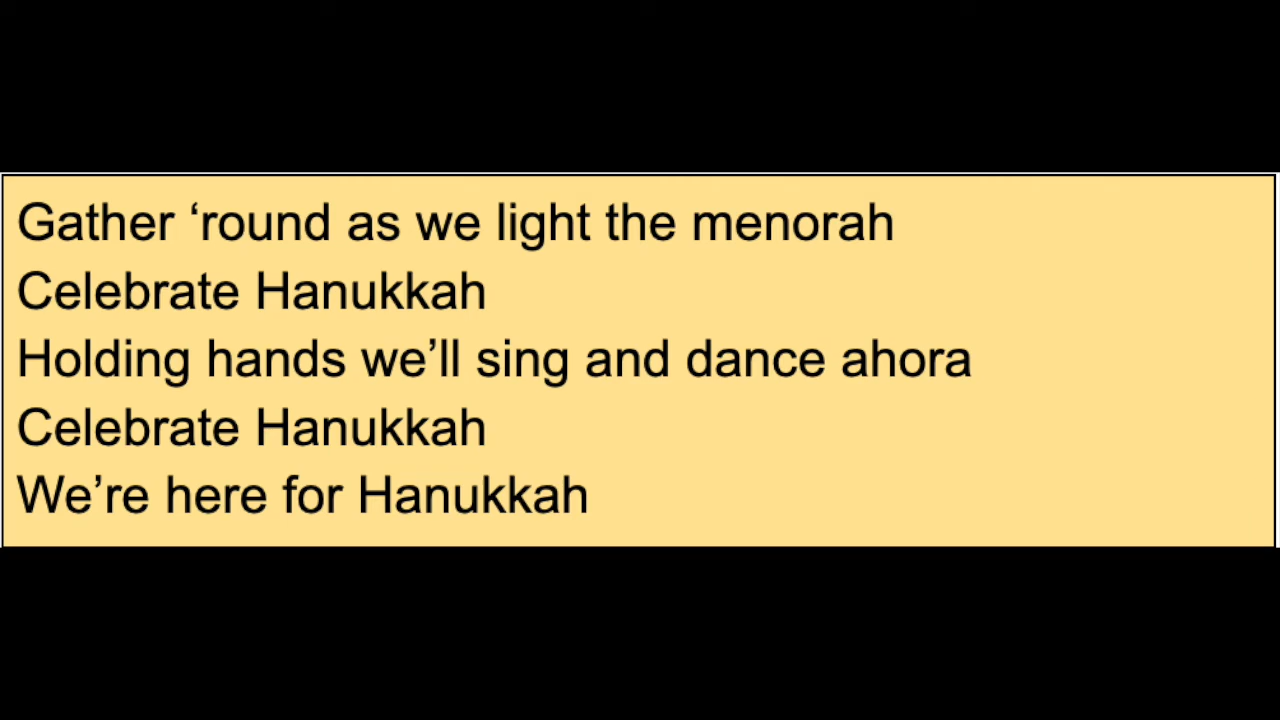 Gather ‘round as we light the menorah
Celebrate Hanukkah
Holding hands we’ll sing and dance ahora
Celebrate Hanukkah
We’re here for Hanukkah